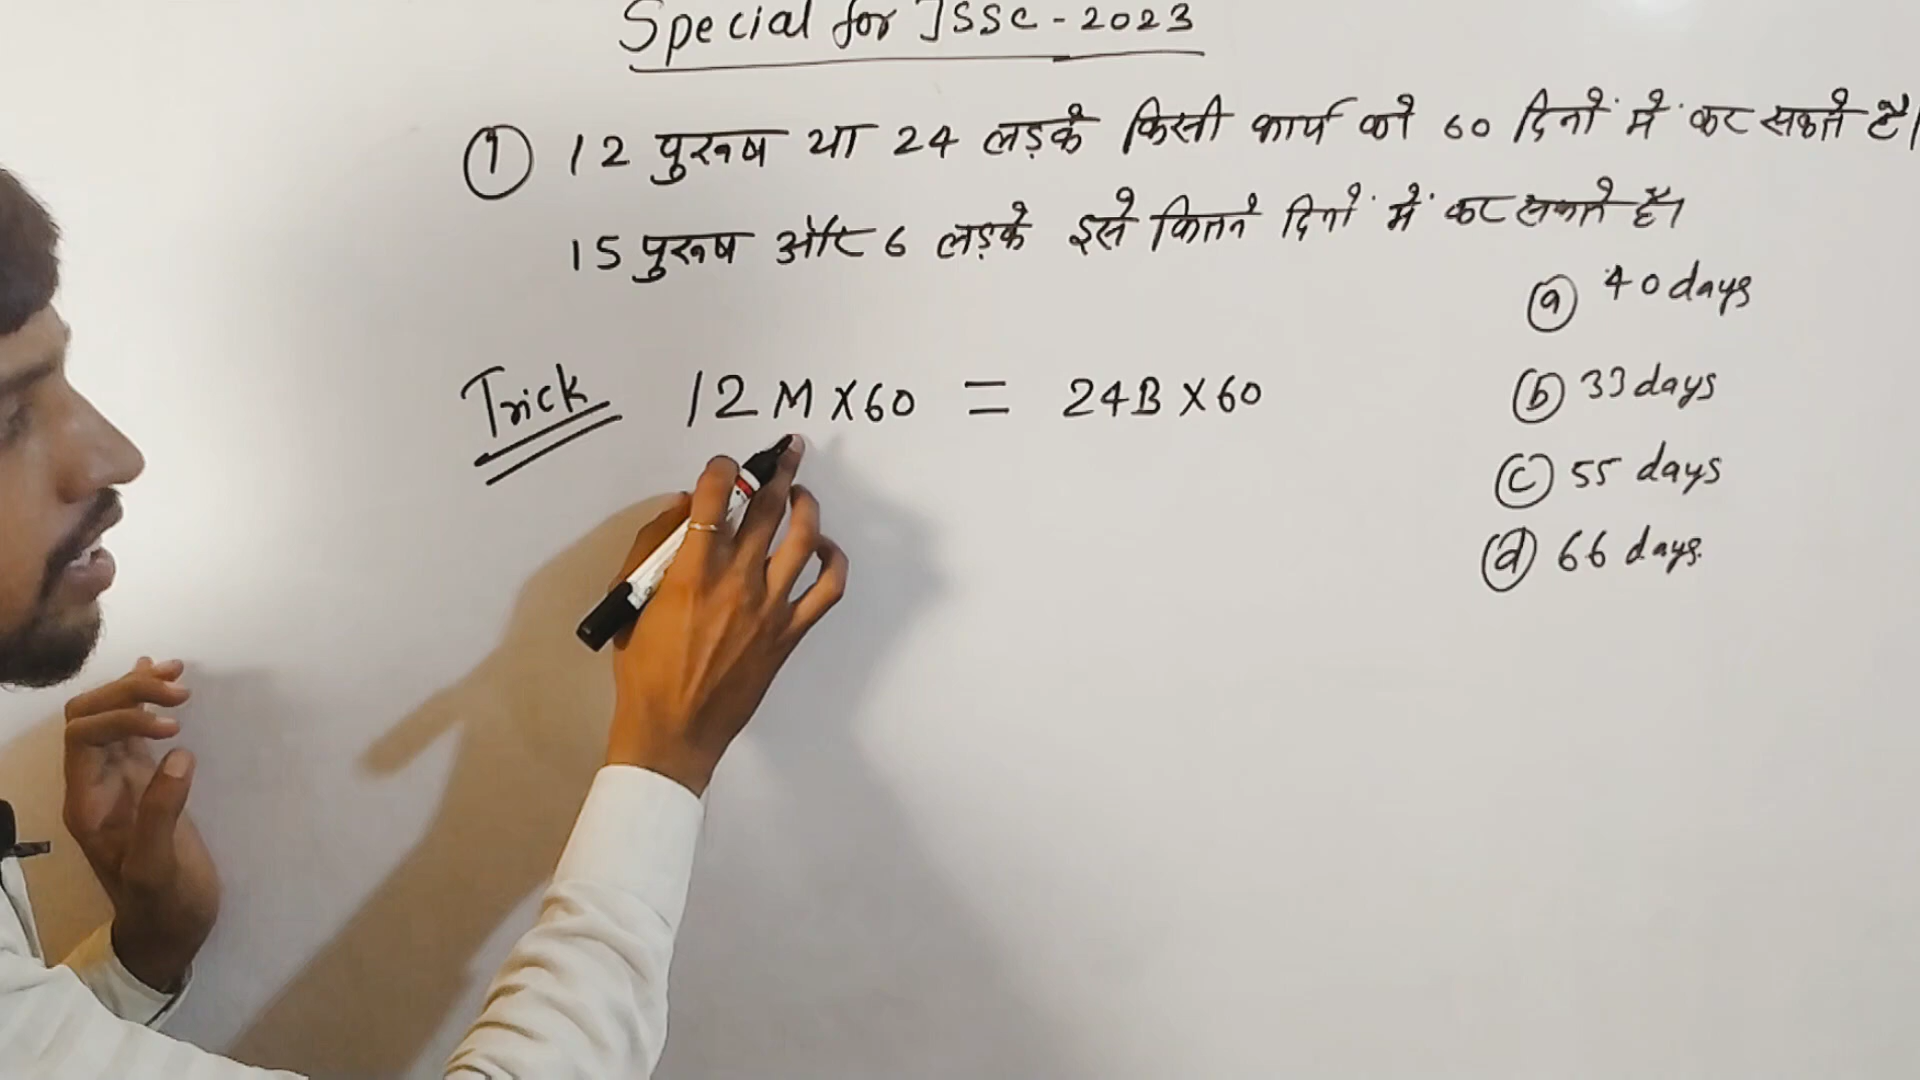 Special for JSSC - 2023
① 12 पुरूष या 24 लड़के किसी कार्य को 60 दिनों में कर सकते है।
15 पुरूष और 6 लड़के इसे कितने दिनों में कर सकते हैं।
ⓐ 40 days
Trick 12 M X 60 = 24B X 60
ⓑ 33 days
ⓒ 55 days
ⓓ 66 days.